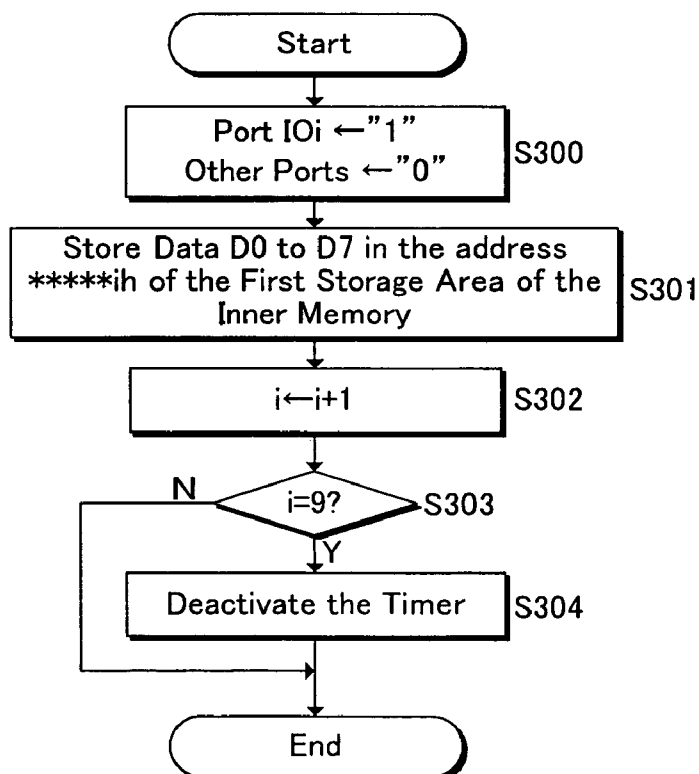 Start
Port IOi ←"1"
Other Ports ←"0"
S300
Store Data D0 to D7 in the address
*****ih of the First Storage Area of the
Inner Memory
S301
i←i+1
S302
N
i=9?
S303
Y
Deactivate the Timer
S304
End